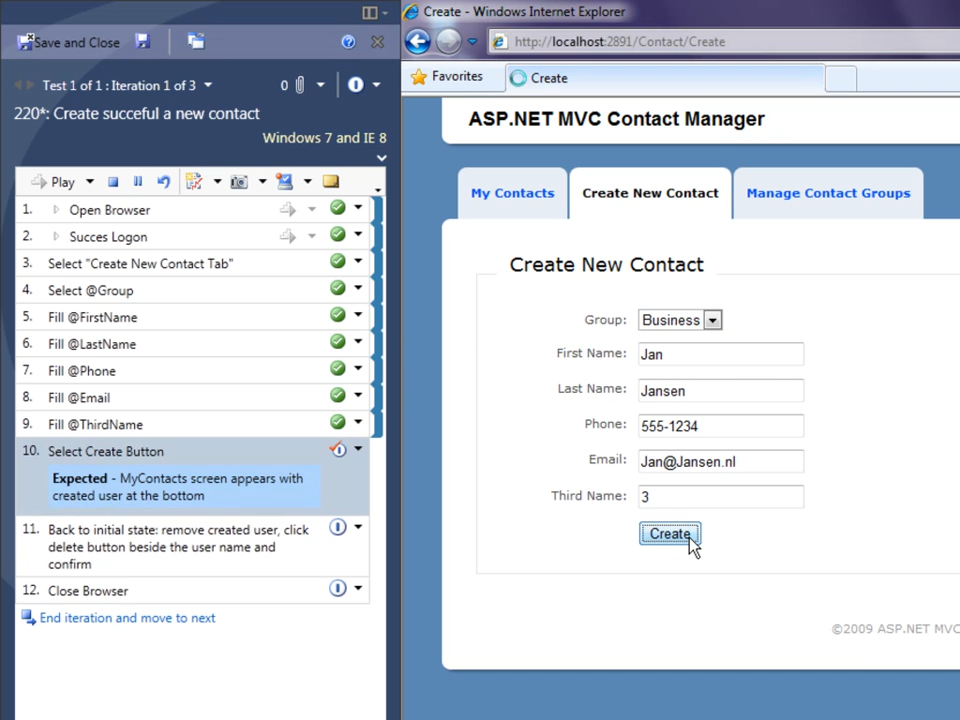 Save and Close
Test 1 of 1 : Iteration 1 of 3
0
220*: Create succeful a new contact
Windows 7 and IE 8
Play
1. Open Browser
2. Succes Logon
3. Select "Create New Contact Tab"
4. Select @Group
5. Fill @FirstName
6. Fill @LastName
7. Fill @Phone
8. Fill @Email
9. Fill @ThirdName
10. Select Create Button
Expected - MyContacts screen appears with
created user at the bottom
11. Back to initial state: remove created user, click
delete button beside the user name and
confirm
12. Close Browser
End iteration and move to next
Create - Windows Internet Explorer
http://localhost:2891/Contact/Create
Favorites
Create
ASP.NET MVC Contact Manager
My Contacts
Create New Contact
Manage Contact Groups
Create New Contact
Group: Business
First Name: Jan
Last Name: Jansen
Phone: 555-1234
Email: Jan@Jansen.nl
Third Name: 3
Create
©2009 ASP.NET MVC